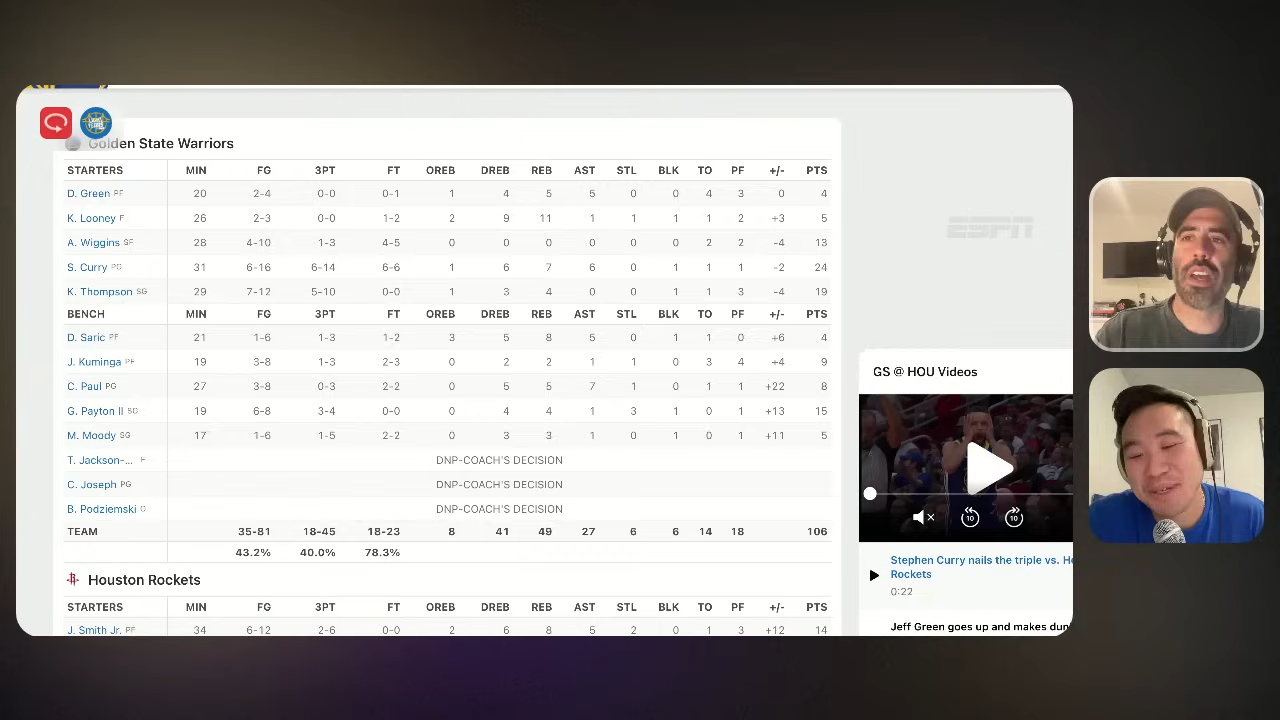 Golden State Warriors
STARTERS MIN FG 3PT FT OREB DREB REB AST STL BLK TO PF +/- PTS
D. Green PF 20 2-4 0-0 0-1 1 4 5 5 0 0 4 3 0 4
K. Looney F 26 2-3 0-0 1-2 2 9 11 1 1 1 1 2 +3 5
A. Wiggins SF 28 4-10 1-3 4-5 0 0 0 0 0 0 2 2 -4 13
S. Curry PG 31 6-16 6-14 6-6 1 6 7 6 0 1 1 1 -2 24
K. Thompson SG 29 7-12 5-10 0-0 1 3 4 0 0 1 1 3 -4 19
BENCH MIN FG 3PT FT OREB DREB REB AST STL BLK TO PF +/- PTS
D. Saric PF 21 1-6 1-3 1-2 3 5 8 5 0 1 1 0 +6 4
J. Kuminga PF 19 3-8 1-3 2-3 0 2 2 1 1 0 3 4 +4 9
C. Paul PG 27 3-8 0-3 2-2 0 5 5 7 1 0 1 1 +22 8
G. Payton II SG 19 6-8 3-4 0-0 0 4 4 1 3 1 0 1 +13 15
M. Moody SG 17 1-6 1-5 2-2 0 3 3 1 0 1 0 1 +11 5
T. Jackson-... F DNP-COACH'S DECISION
C. Joseph PG DNP-COACH'S DECISION
B. Podziemski G DNP-COACH'S DECISION
TEAM 35-81 18-45 18-23 8 41 49 27 6 6 14 18 106
43.2% 40.0% 78.3%
Houston Rockets
STARTERS MIN FG 3PT FT OREB DREB REB AST STL BLK TO PF +/- PTS
J. Smith Jr. PF 34 6-12 2-6 0-0 2 6 8 5 2 0 1 3 +12 14
ESPN
GS @ HOU Videos
10 10
Stephen Curry nails the triple vs.
Rockets
0:22
Jeff Green goes up and makes